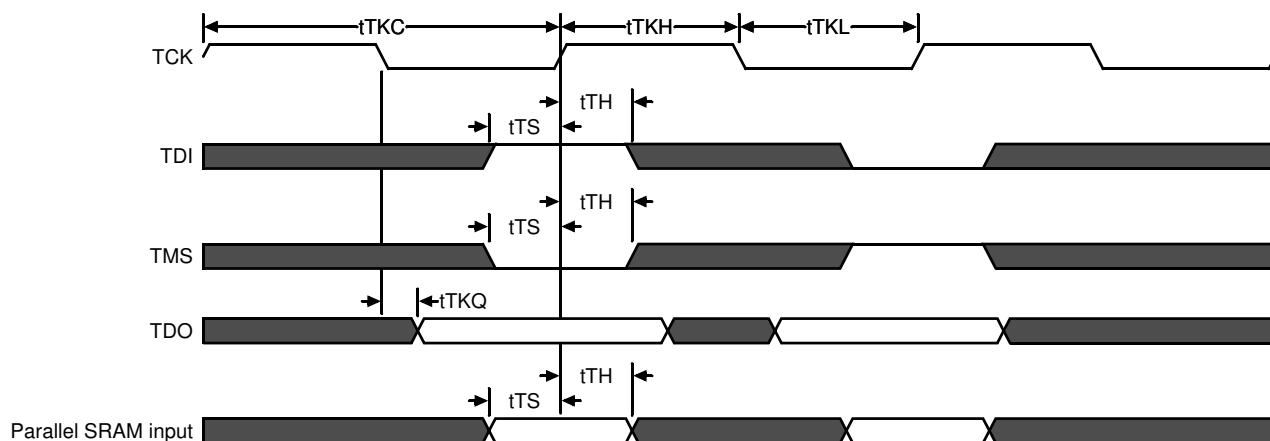 tTKC tTKH tTKL
TCK
tTH
tTS
TDI
tTH
tTS
TMS
tTKQ
TDO
tTH
tTS
Parallel SRAM input